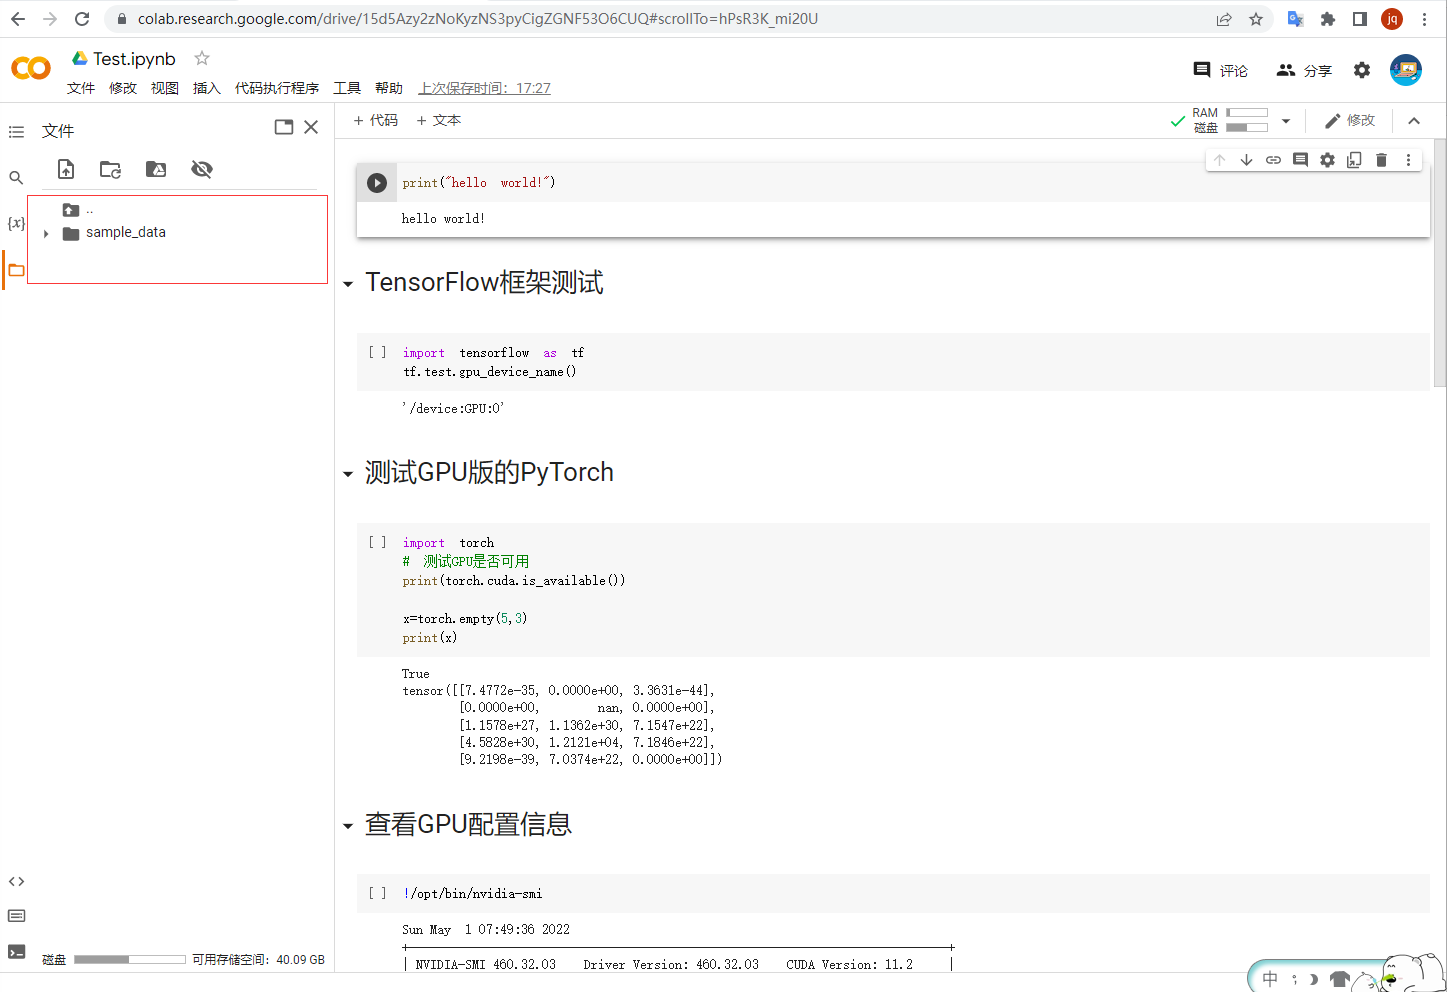 colab.research.google.com/drive/15d5Azy2zNoKyzNS3pyCigZGNF53O6CUQ#scrollTo=hPsR3K_mi20U
jq
CO
Test.ipynb
文件 修改 视图 插入 代码执行程序 工具 帮助 上次保存时间：17:27
评论 分享
文件
+ 代码 + 文本
RAM
磁盘
修改
..
sample_data
{x}
print("hello  world!")
hello world!
TensorFlow框架测试
[ ] import  tensorflow  as  tf
tf.test.gpu_device_name()
'/device:GPU:0'
测试GPU版的PyTorch
[ ] import  torch
#  测试GPU是否可用
print(torch.cuda.is_available())
x=torch.empty(5,3)
print(x)
True
tensor([[7.4772e-35, 0.0000e+00, 3.3631e-44],
[0.0000e+00,        nan, 0.0000e+00],
[1.1578e+27, 1.1362e+30, 7.1547e+22],
[4.5828e+30, 1.2121e+04, 7.1846e+22],
[9.2198e-39, 7.0374e+22, 0.0000e+00]])
查看GPU配置信息
[ ] !/opt/bin/nvidia-smi
Sun May  1 07:49:36 2022
+-----------------------------------------------------------------------------+
| NVIDIA-SMI 460.32.03    Driver Version: 460.32.03    CUDA Version: 11.2     |
磁盘 可用存储空间：40.09 GB
中 ;